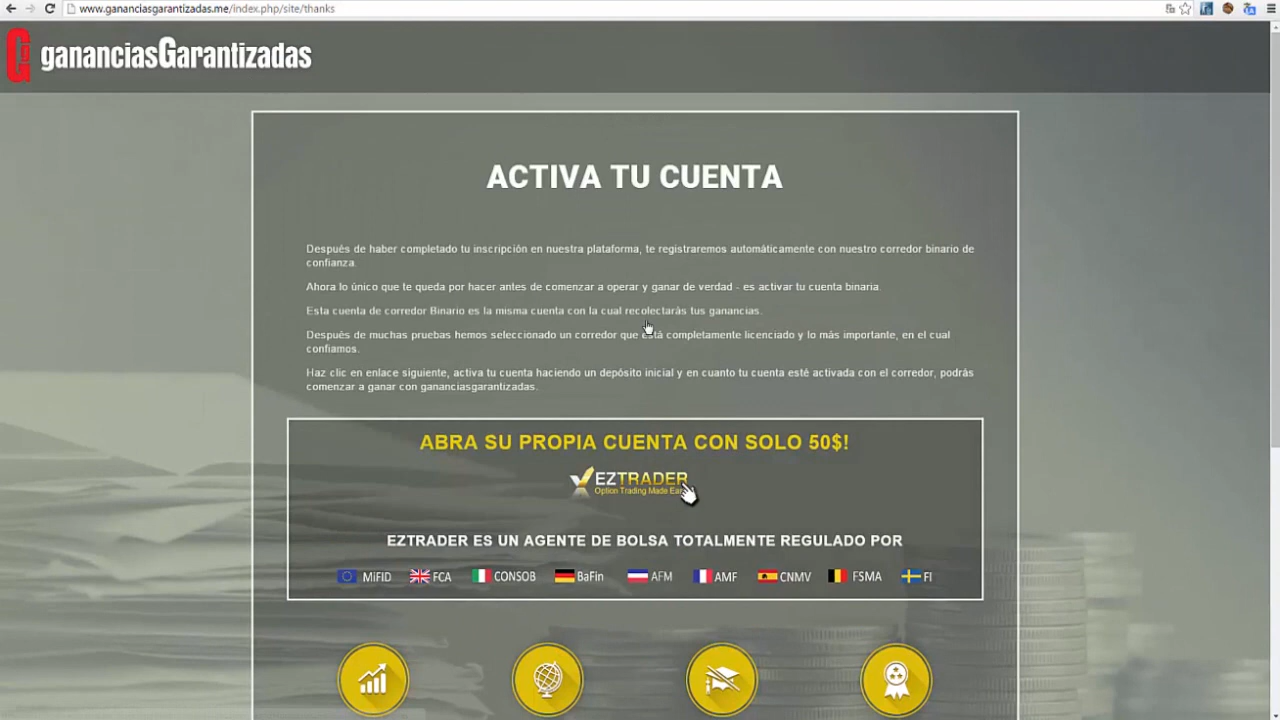 www.gananciasgarantizadas.me/index.php/site/thanks
gananciasGarantizadas
ACTIVA TU CUENTA
Después de haber completado tu inscripción en nuestra plataforma, te registraremos automáticamente con nuestro corredor binario de
confianza.
Ahora lo único que te queda por hacer antes de comenzar a operar y ganar de verdad - es activar tu cuenta binaria.
Esta cuenta de corredor Binario es la misma cuenta con la cual recolectarás tus ganancias.
Después de muchas pruebas hemos seleccionado un corredor que está completamente licenciado y lo más importante, en el cual
confiamos.
Haz clic en enlace siguiente, activa tu cuenta haciendo un depósito inicial y en cuanto tu cuenta esté activada con el corredor, podrás
comenzar a ganar con gananciasgarantizadas.
ABRA SU PROPIA CUENTA CON SOLO 50$!
EZTRADER
Option Trading Made
EZTRADER ES UN AGENTE DE BOLSA TOTALMENTE REGULADO POR
MiFID FCA CONSOB BaFin AFM AMF CNMV FSMA FI